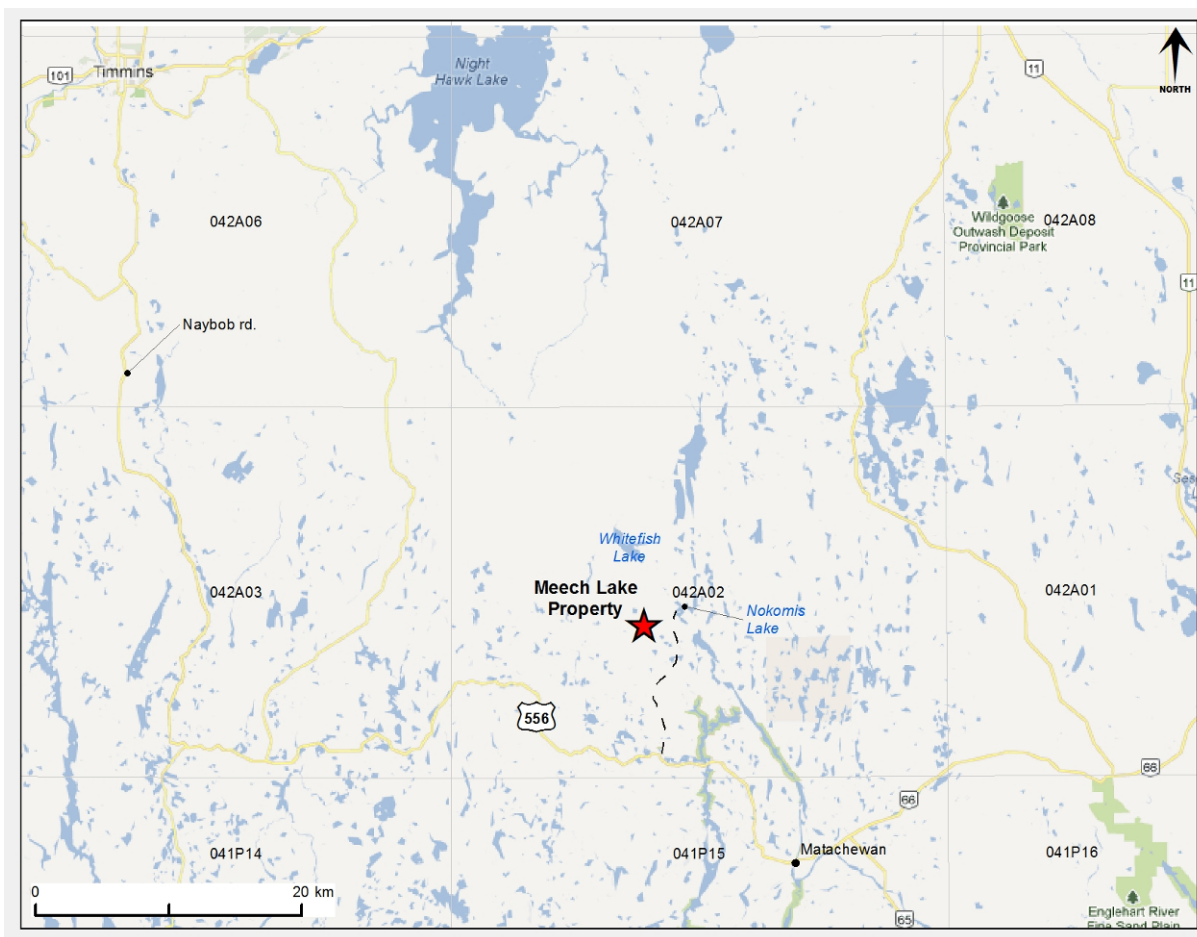 101
Timmins
Night
Hawk Lake
11
NORTH
042A06
042A07
Wildgoose
Outwash Deposit
Provincial Park
042A08
11
Naybob rd.
Whitefish
Lake
Meech Lake
Property
042A03
042A02
042A01
Nokomis
Lake
556
66
66
Matachewan
041P14
041P15
041P16
0
20 km
65
Englehart River
Fine Sand Plain